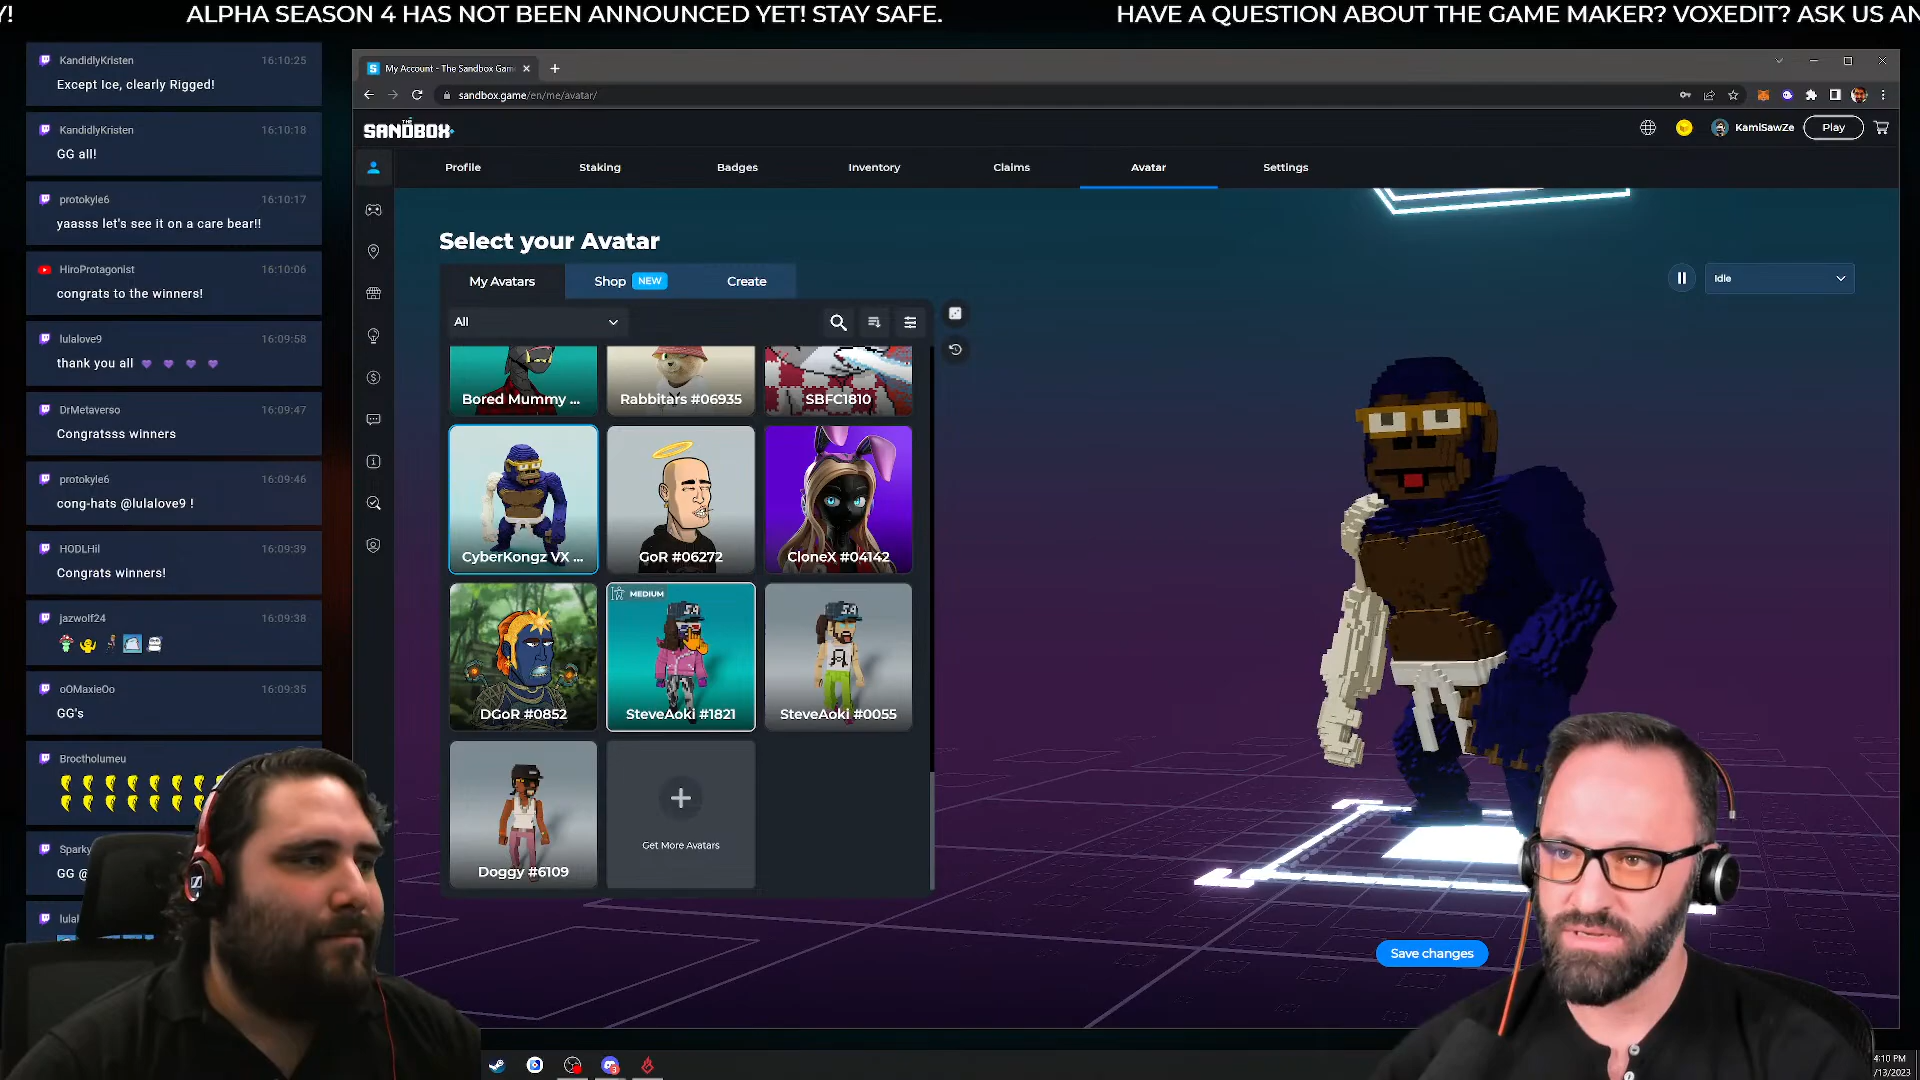 Y!
ALPHA SEASON 4 HAS NOT BEEN ANNOUNCED YET! STAY SAFE.
HAVE A QUESTION ABOUT THE GAME MAKER? VOXEDIT? ASK US AN
KandidlyKristen 16:10:25
Except Ice, clearly Rigged!
KandidlyKristen 16:10:18
GG all!
protokyle6 16:10:17
yaasss let's see it on a care bear!!
HiroProtagonist 16:10:06
congrats to the winners!
lulalove9 16:09:58
thank you all
DrMetaverso 16:09:47
Congratsss winners
protokyle6 16:09:46
cong-hats @lulalove9 !
HODLHil 16:09:39
Congrats winners!
jazwolf24 16:09:38
oOMaxieOo 16:09:35
GG's
Broctholumeu
Sparky
GG @
lulal
My Account - The Sandbox Gam
sandbox.game/en/me/avatar/
THE
SANDBOX
KamiSawZe
Play
Profile
Staking
Badges
Inventory
Claims
Avatar
Settings
Select your Avatar
My Avatars
Shop NEW
Create
All
Idle
Bored Mummy ...
Rabbitars #06935
SBFC1810
CyberKongz VX ...
GoR #06272
CloneX #04142
DGoR #0852
MEDIUM
SteveAoki #1821
SteveAoki #0055
Doggy #6109
Get More Avatars
Save changes
4:10 PM
/13/2023